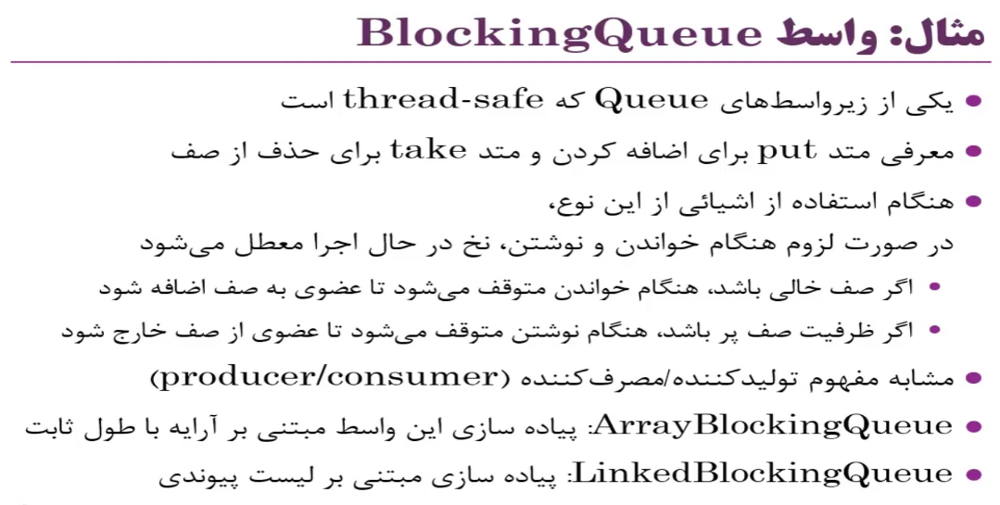 مثال: واسط BlockingQueue
• یکی از زیرواسط‌های Queue که thread-safe است
• معرفی متد put برای اضافه کردن و متد take برای حذف از صف
• هنگام استفاده از اشیائی از این نوع،
در صورت لزوم هنگام خواندن و نوشتن، نخ در حال اجرا معطل می‌شود
• اگر صف خالی باشد، هنگام خواندن متوقف می‌شود تا عضوی به صف اضافه شود
• اگر ظرفیت صف پر باشد، هنگام نوشتن متوقف می‌شود تا عضوی از صف خارج شود
• مشابه مفهوم تولیدکننده/مصرف‌کننده (producer/consumer)
• ArrayBlockingQueue: پیاده سازی این واسط مبتنی بر آرایه با طول ثابت
• LinkedBlockingQueue: پیاده سازی مبتنی بر لیست پیوندی